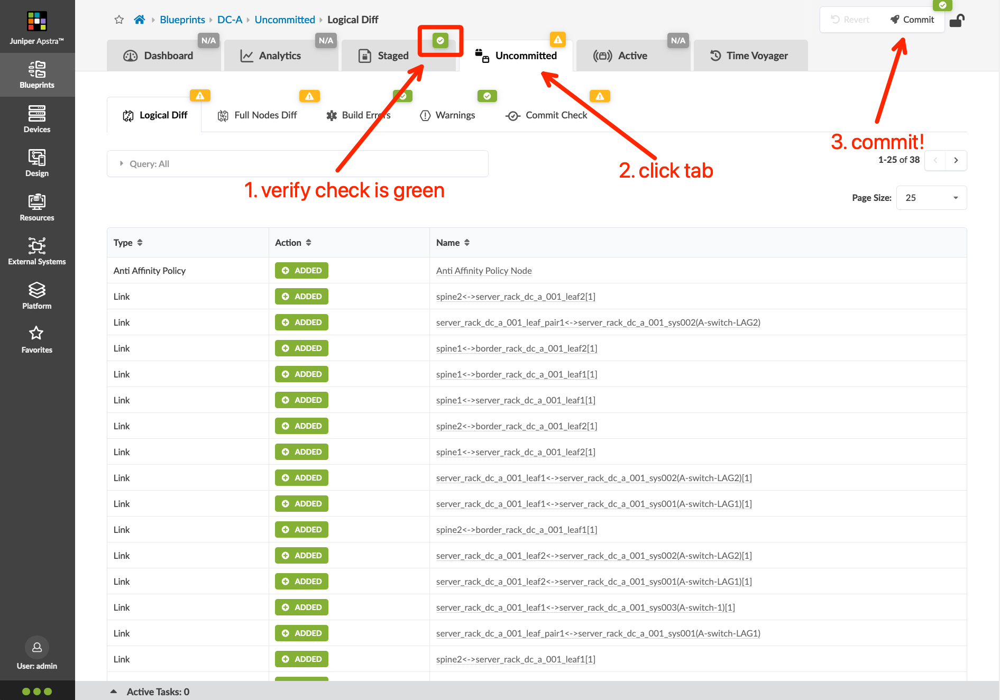 Juniper Apstra™
Blueprints
Devices
Design
Resources
External Systems
Platform
Favorites
User: admin
Blueprints DC-A Uncommitted Logical Diff
Revert Commit
N/A N/A N/A
Dashboard Analytics Staged Uncommitted Active Time Voyager
Logical Diff Full Nodes Diff Build Errors Warnings Commit Check
3. commit!
Query: All
1-25 of 38
2. click tab
1. verify check is green
Page Size: 25
Type Action Name
Anti Affinity Policy ADDED Anti Affinity Policy Node
Link ADDED spine2<->server_rack_dc_a_001_leaf2[1]
Link ADDED server_rack_dc_a_001_leaf_pair1<->server_rack_dc_a_001_sys002(A-switch-LAG2)
Link ADDED spine1<->border_rack_dc_a_001_leaf2[1]
Link ADDED spine1<->border_rack_dc_a_001_leaf1[1]
Link ADDED spine1<->server_rack_dc_a_001_leaf1[1]
Link ADDED spine2<->border_rack_dc_a_001_leaf2[1]
Link ADDED spine1<->server_rack_dc_a_001_leaf2[1]
Link ADDED server_rack_dc_a_001_leaf1<->server_rack_dc_a_001_sys002(A-switch-LAG2)[1]
Link ADDED server_rack_dc_a_001_leaf1<->server_rack_dc_a_001_sys001(A-switch-LAG1)[1]
Link ADDED spine2<->border_rack_dc_a_001_leaf1[1]
Link ADDED server_rack_dc_a_001_leaf2<->server_rack_dc_a_001_sys002(A-switch-LAG2)[1]
Link ADDED server_rack_dc_a_001_leaf2<->server_rack_dc_a_001_sys001(A-switch-LAG1)[1]
Link ADDED server_rack_dc_a_001_leaf1<->server_rack_dc_a_001_sys003(A-switch-1)[1]
Link ADDED server_rack_dc_a_001_leaf_pair1<->server_rack_dc_a_001_sys001(A-switch-LAG1)
Link ADDED spine2<->server_rack_dc_a_001_leaf1[1]
Active Tasks: 0